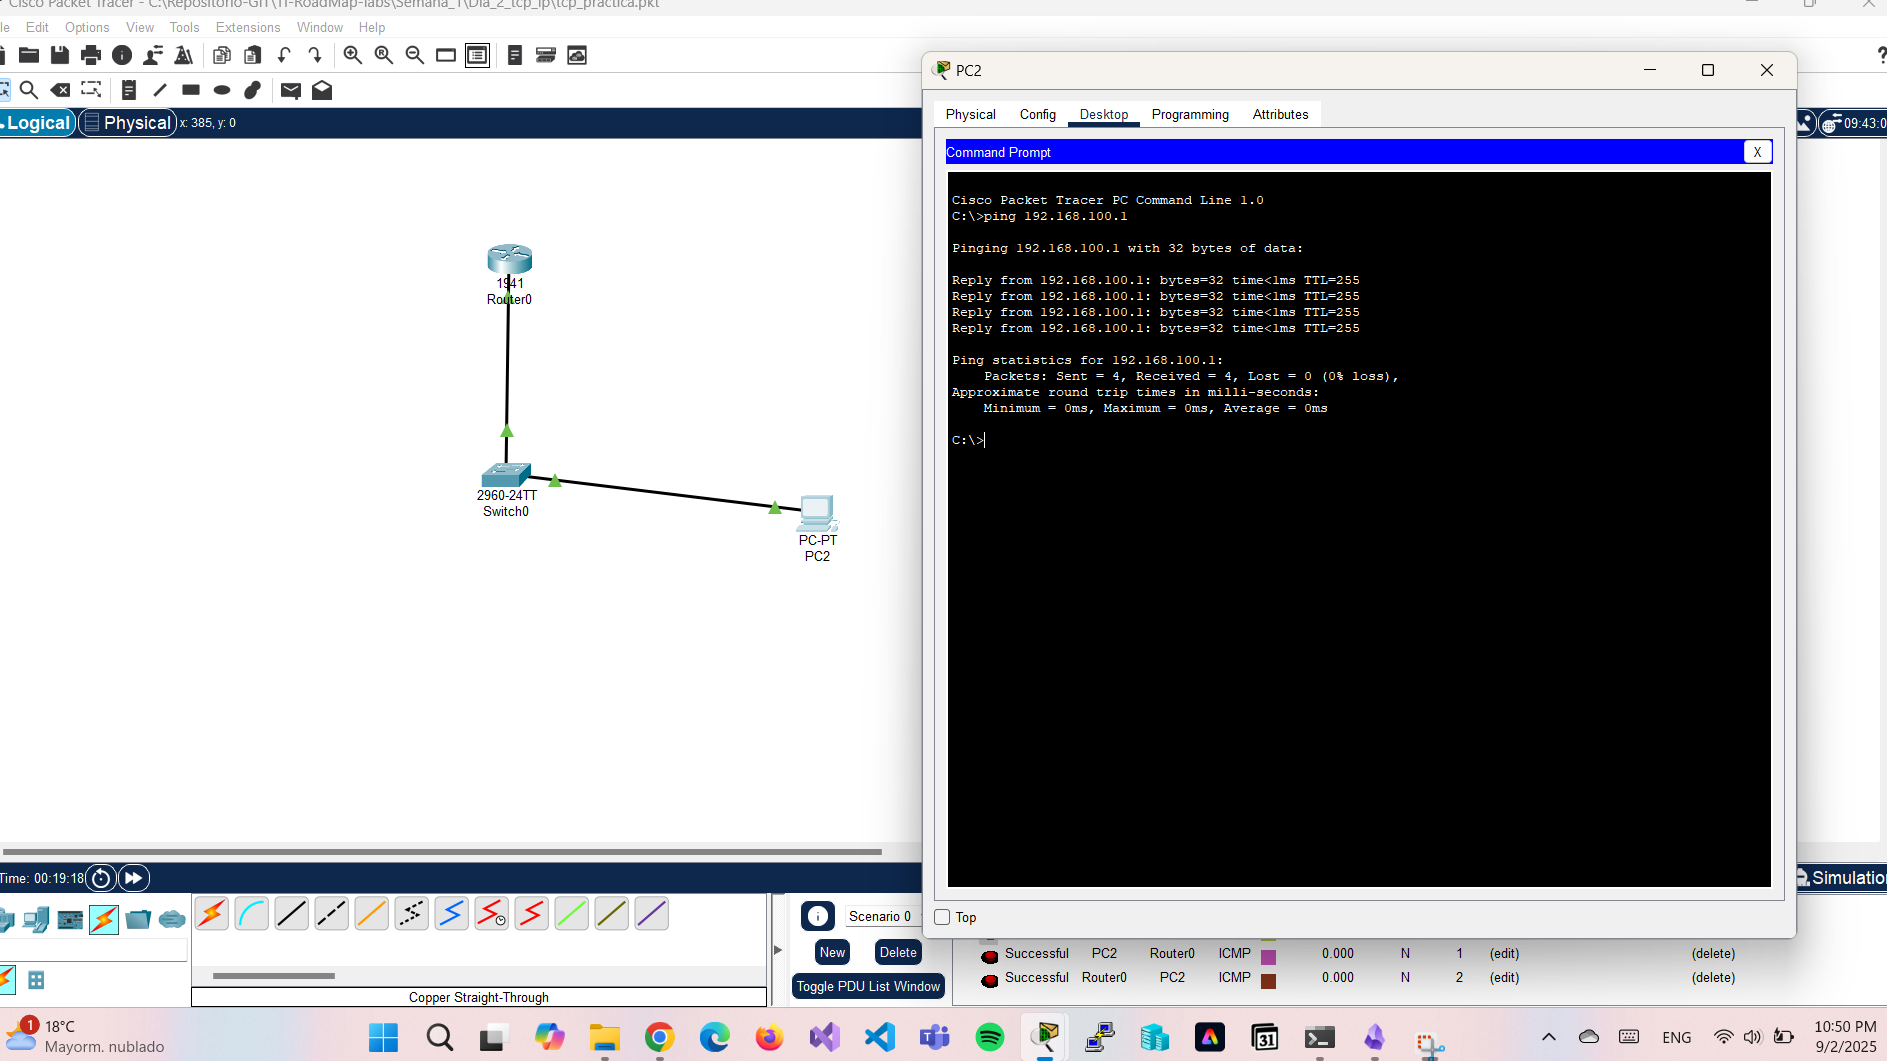 Cisco Packet Tracer - C:\Repositorio-GIT\TI-RoadMap-labs\Semana_1\Dia_2_tcp_ip\tcp_practica.pkt
le Edit Options View Tools Extensions Window Help
Logical Physical x: 385, y: 0
09:43:0
1941
Router0
2960-24TT
Switch0
PC-PT
PC2
PC2
Physical Config Desktop Programming Attributes
Command Prompt X
Cisco Packet Tracer PC Command Line 1.0
C:\>ping 192.168.100.1
Pinging 192.168.100.1 with 32 bytes of data:
Reply from 192.168.100.1: bytes=32 time<1ms TTL=255
Reply from 192.168.100.1: bytes=32 time<1ms TTL=255
Reply from 192.168.100.1: bytes=32 time<1ms TTL=255
Reply from 192.168.100.1: bytes=32 time<1ms TTL=255
Ping statistics for 192.168.100.1:
Packets: Sent = 4, Received = 4, Lost = 0 (0% loss),
Approximate round trip times in milli-seconds:
Minimum = 0ms, Maximum = 0ms, Average = 0ms
C:\>
Top
Time: 00:19:18
Simulatio
Scenario 0
New Delete
Toggle PDU List Window
Successful PC2 Router0 ICMP 0.000 N 1 (edit) (delete)
Successful Router0 PC2 ICMP 0.000 N 2 (edit) (delete)
Copper Straight-Through
1
18°C
Mayorm. nublado
31
ENG
10:50 PM
9/2/2025